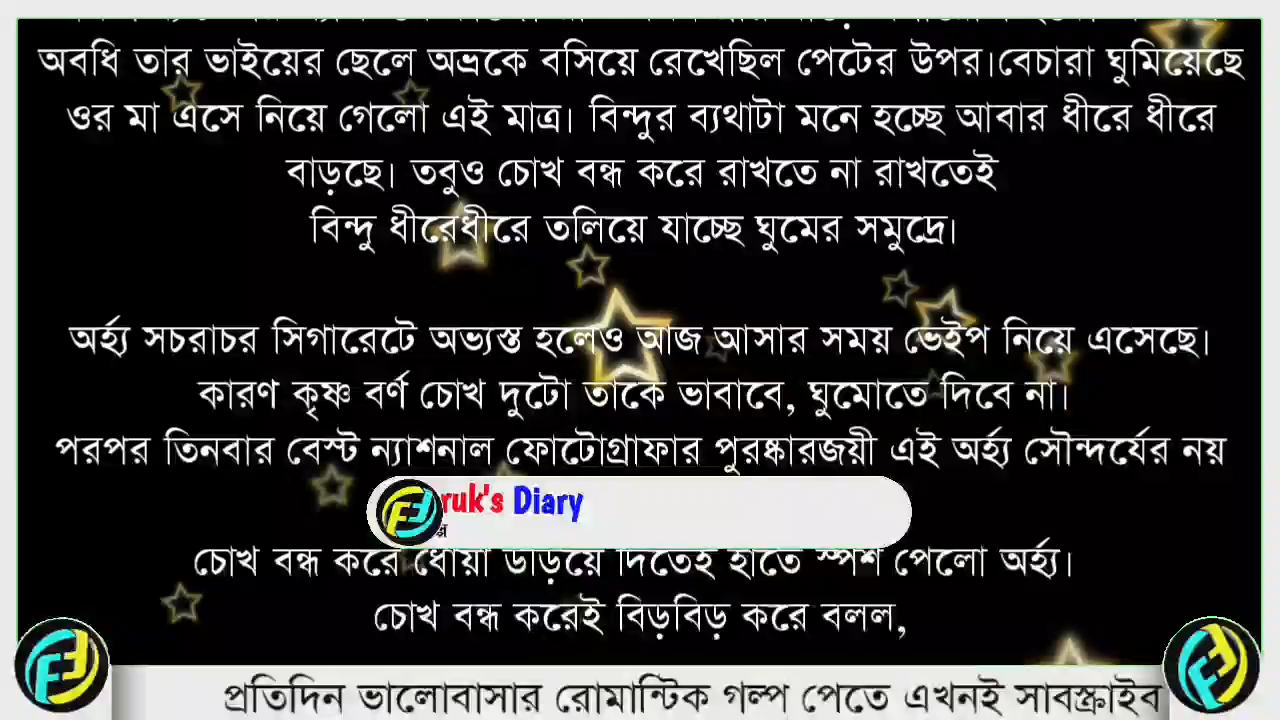 অবধি তার ভাইয়ের ছেলে অভ্রকে বসিয়ে রেখেছিল পেটের উপর।বেচারা ঘুমিয়েছে
ওর মা এসে নিয়ে গেলো এই মাত্র। বিন্দুর ব্যথাটা মনে হচ্ছে আবার ধীরে ধীরে
বাড়ছে। তবুও চোখ বন্ধ করে রাখতে না রাখতেই
বিন্দু ধীরেধীরে তলিয়ে যাচ্ছে ঘুমের সমুদ্রে।
অর্হ্য সচরাচর সিগারেটে অভ্যস্ত হলেও আজ আসার সময় ভেইপ নিয়ে এসেছে।
কারণ কৃষ্ণ বর্ণ চোখ দুটো তাকে ভাবাবে, ঘুমোতে দিবে না।
পরপর তিনবার বেস্ট ন্যাশনাল ফোটোগ্রাফার পুরষ্কারজয়ী এই অর্হ্য সৌন্দর্যের নয়
ruk's Diary
চোখ বন্ধ করে ধোঁয়া উড়িয়ে দিতেই হাতে স্পর্শ পেলো অর্হ্য।
চোখ বন্ধ করেই বিড়বিড় করে বলল,
প্রতিদিন ভালোবাসার রোমান্টিক গল্প পেতে এখনই সাবস্ক্রাইব